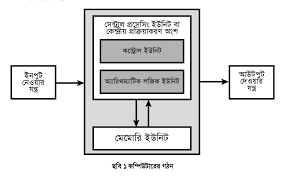 সেন্ট্রাল প্রসেসিং ইউনিট বা
কেন্দ্রীয় প্রক্রিয়াকরণ অংশ
কন্ট্রোল ইউনিট
অ্যারিথম্যাটিক লজিক ইউনিট
ইনপুট
নেওয়ার
যন্ত্র
আউটপুট
দেওয়ার
যন্ত্র
মেমোরি ইউনিট
ছবি ১ কম্পিউটারের গঠন